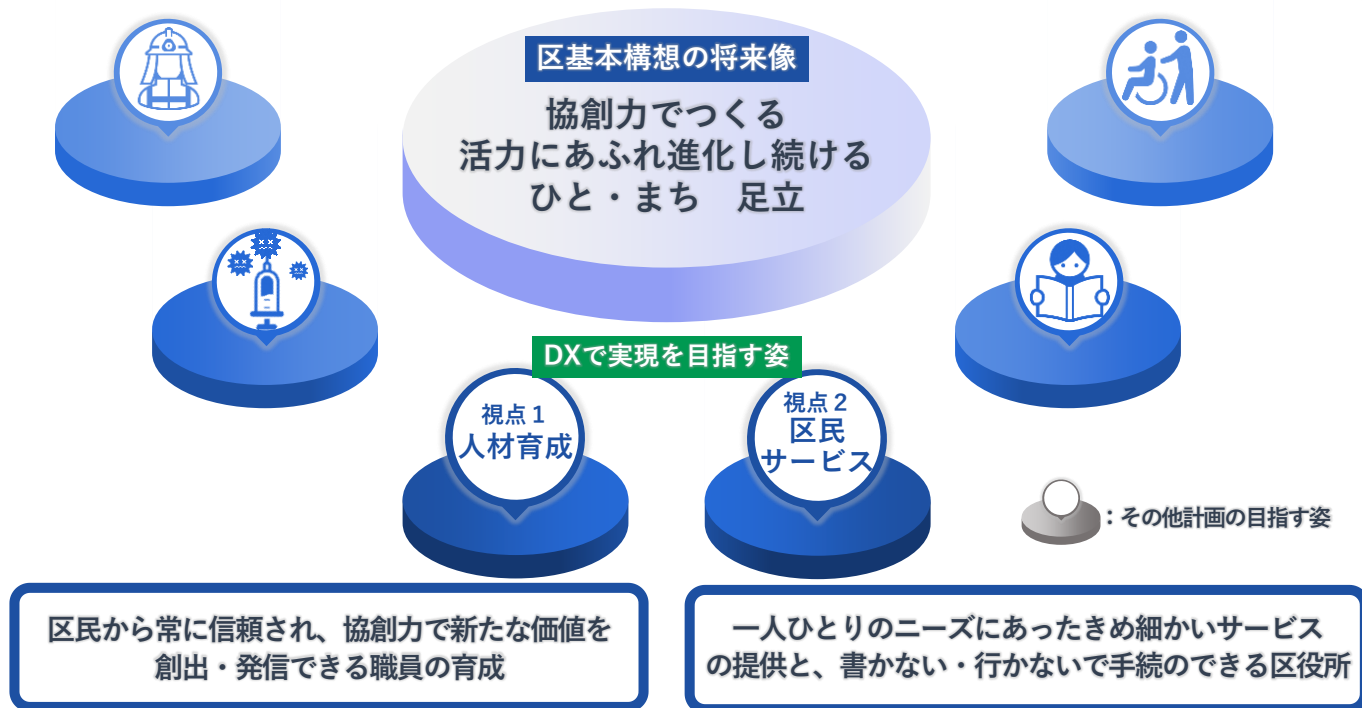 区基本構想の将来像
協創力でつくる
活力にあふれ進化し続ける
ひと・まち　足立
DXで実現を目指す姿
視点１
人材育成
視点２
区民
サービス
：その他計画の目指す姿
区民から常に信頼され、協創力で新たな価値を
創出・発信できる職員の育成
一人ひとりのニーズにあったきめ細かいサービス
の提供と、書かない・行かないで手続のできる区役所